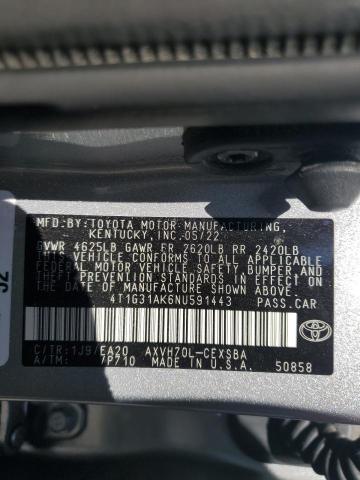 MFD.BY:TOYOTA MOTOR MANUFACTURING,
KENTUCKY, INC.05/22
GVWR 4625LB GAWR FR 2620LB RR 2420LB
THIS VEHICLE CONFORMS TO ALL APPLICABLE
FEDERAL MOTOR VEHICLE SAFETY, BUMPER, AND
THEFT PREVENTION STANDARDS IN EFFECT ON
THE DATE OF MANUFACTURE SHOWN ABOVE.
4T1G31AK6NU591443 PASS.CAR
C/TR:1J9/EA20 AXVH70L-CEXSBA
A/TM: /P710 MADE IN U.S.A. 50858
TOYOTA